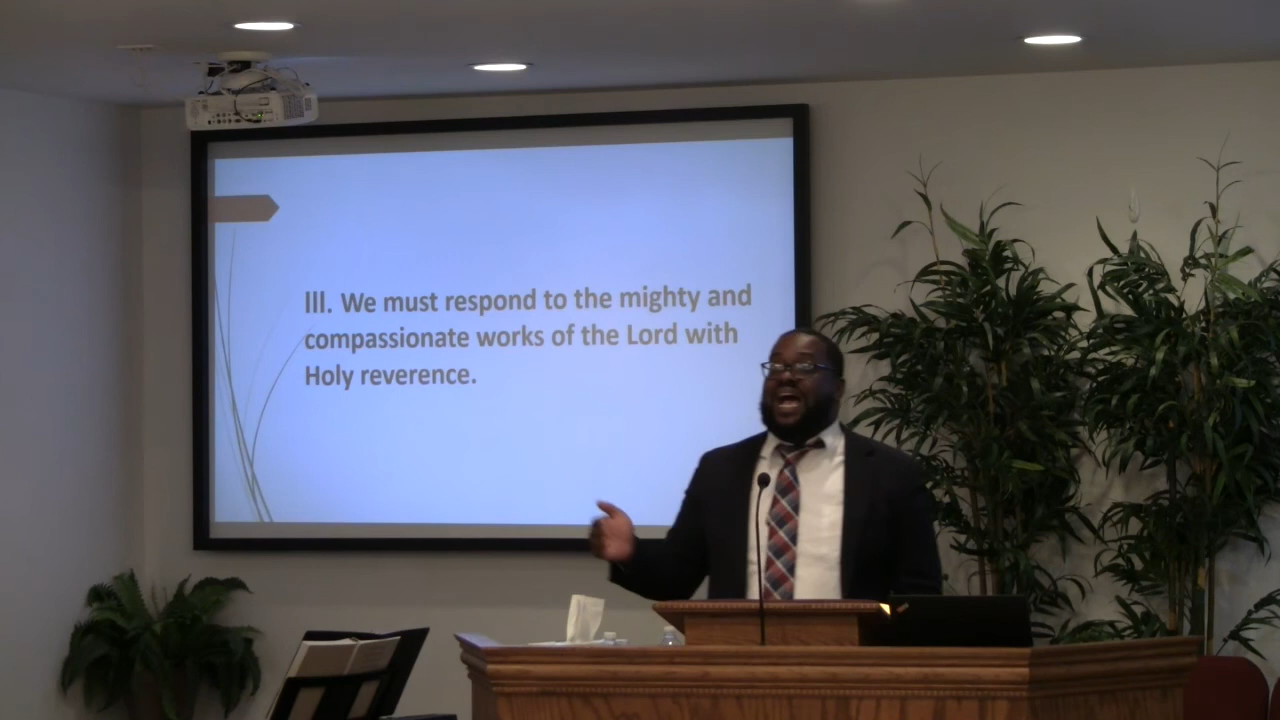 III. We must respond to the mighty and
compassionate works of the Lord with
Holy reverence.